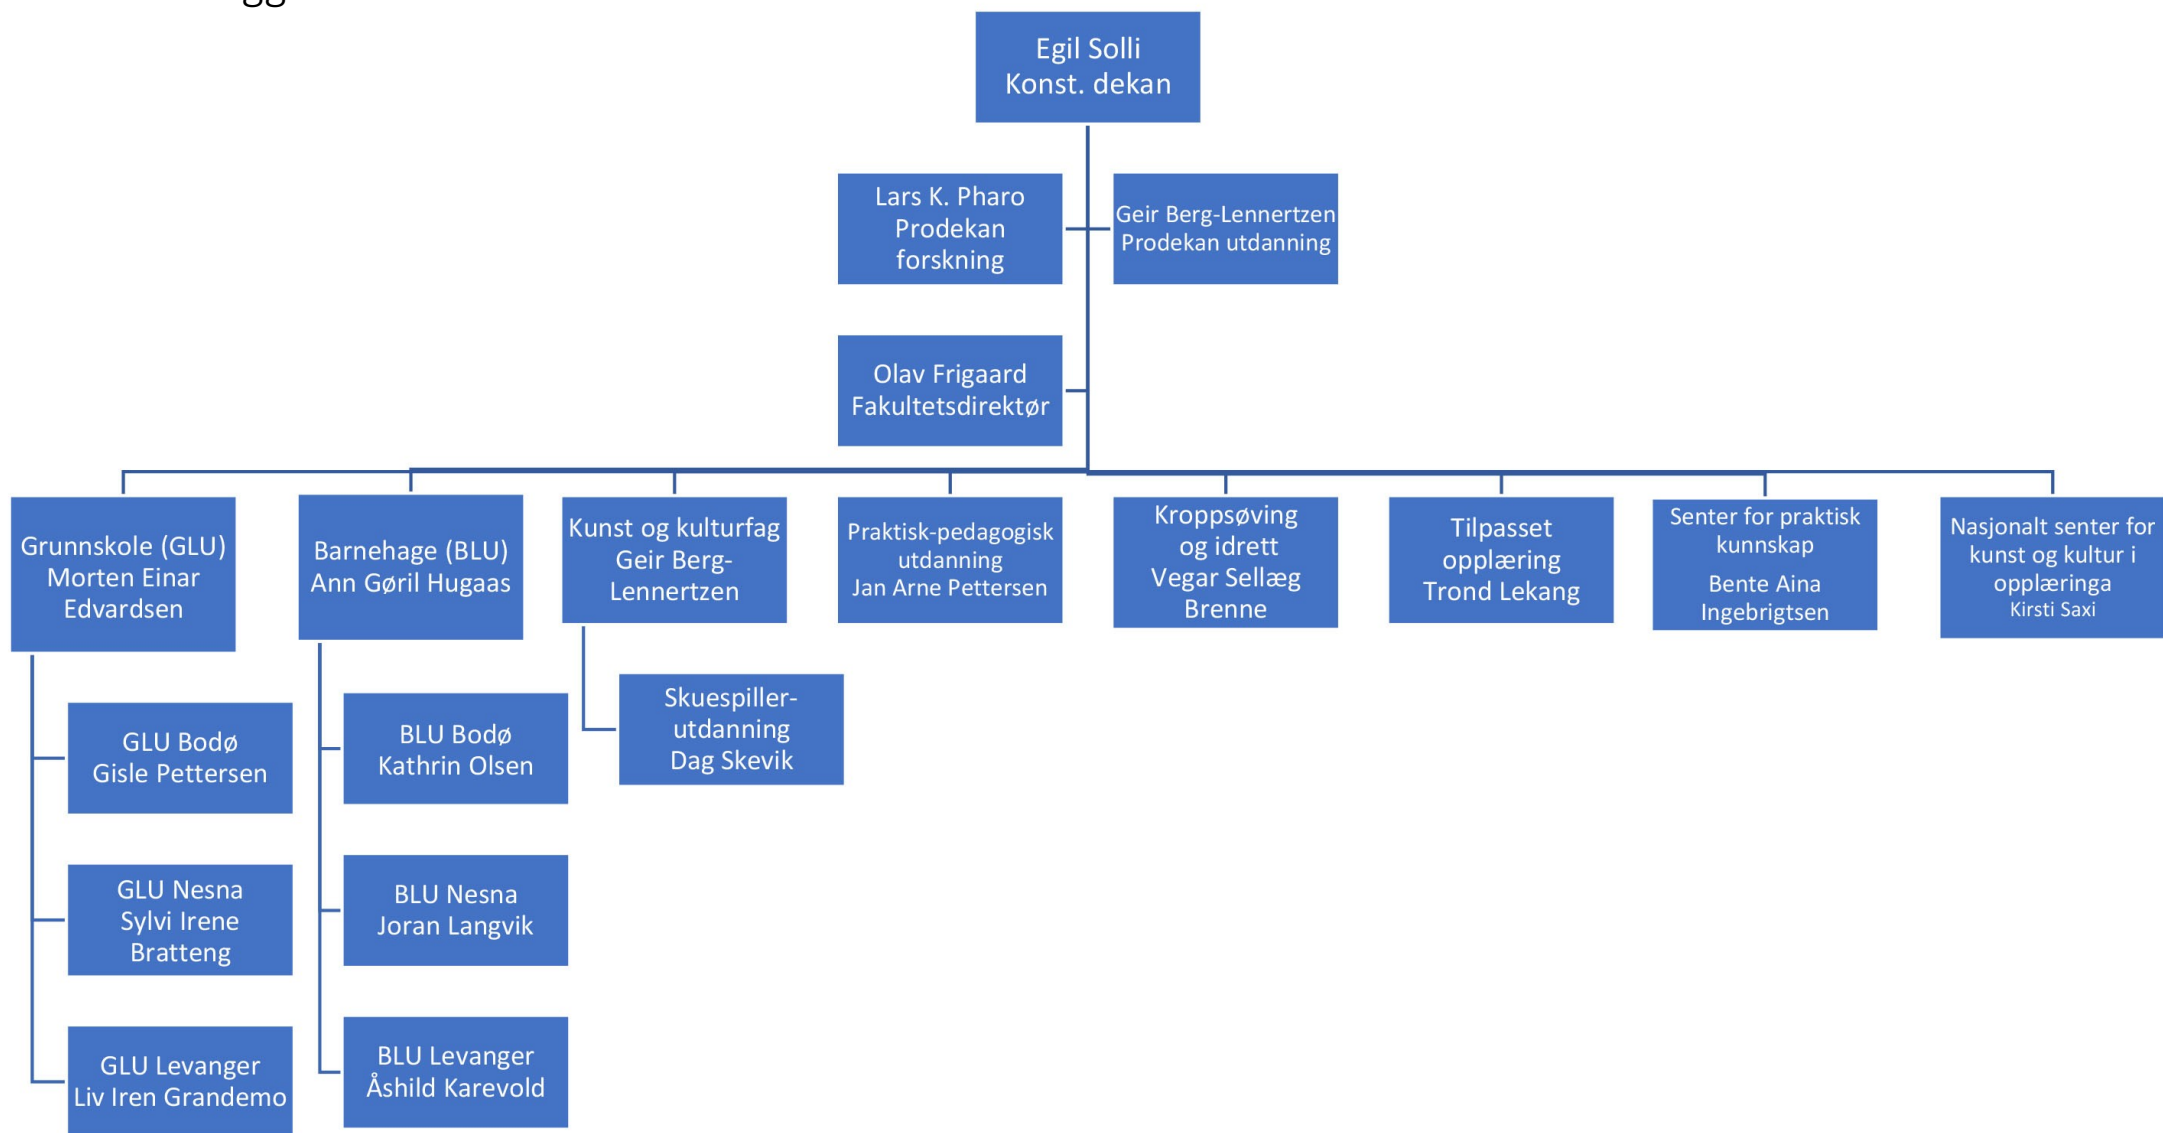 Egil Solli
Konst. dekan
Lars K. Pharo
Prodekan
forskning
Geir Berg-Lennertzen
Prodekan utdanning
Olav Frigaard
Fakultetsdirektør
Grunnskole (GLU)
Morten Einar
Edvardsen
Barnehage (BLU)
Ann Gøril Hugaas
Kunst og kulturfag
Geir Berg-
Lennertzen
Praktisk-pedagogisk
utdanning
Jan Arne Pettersen
Kroppsøving
og idrett
Vegar Sellæg
Brenne
Tilpasset
opplæring
Trond Lekang
Senter for praktisk
kunnskap
Bente Aina
Ingebrigtsen
Nasjonalt senter for
kunst og kultur i
opplæringa
Kirsti Saxi
GLU Bodø
Gisle Pettersen
GLU Nesna
Sylvi Irene
Bratteng
GLU Levanger
Liv Iren Grandemo
BLU Bodø
Kathrin Olsen
BLU Nesna
Joran Langvik
BLU Levanger
Åshild Karevold
Skuespiller-
utdanning
Dag Skevik